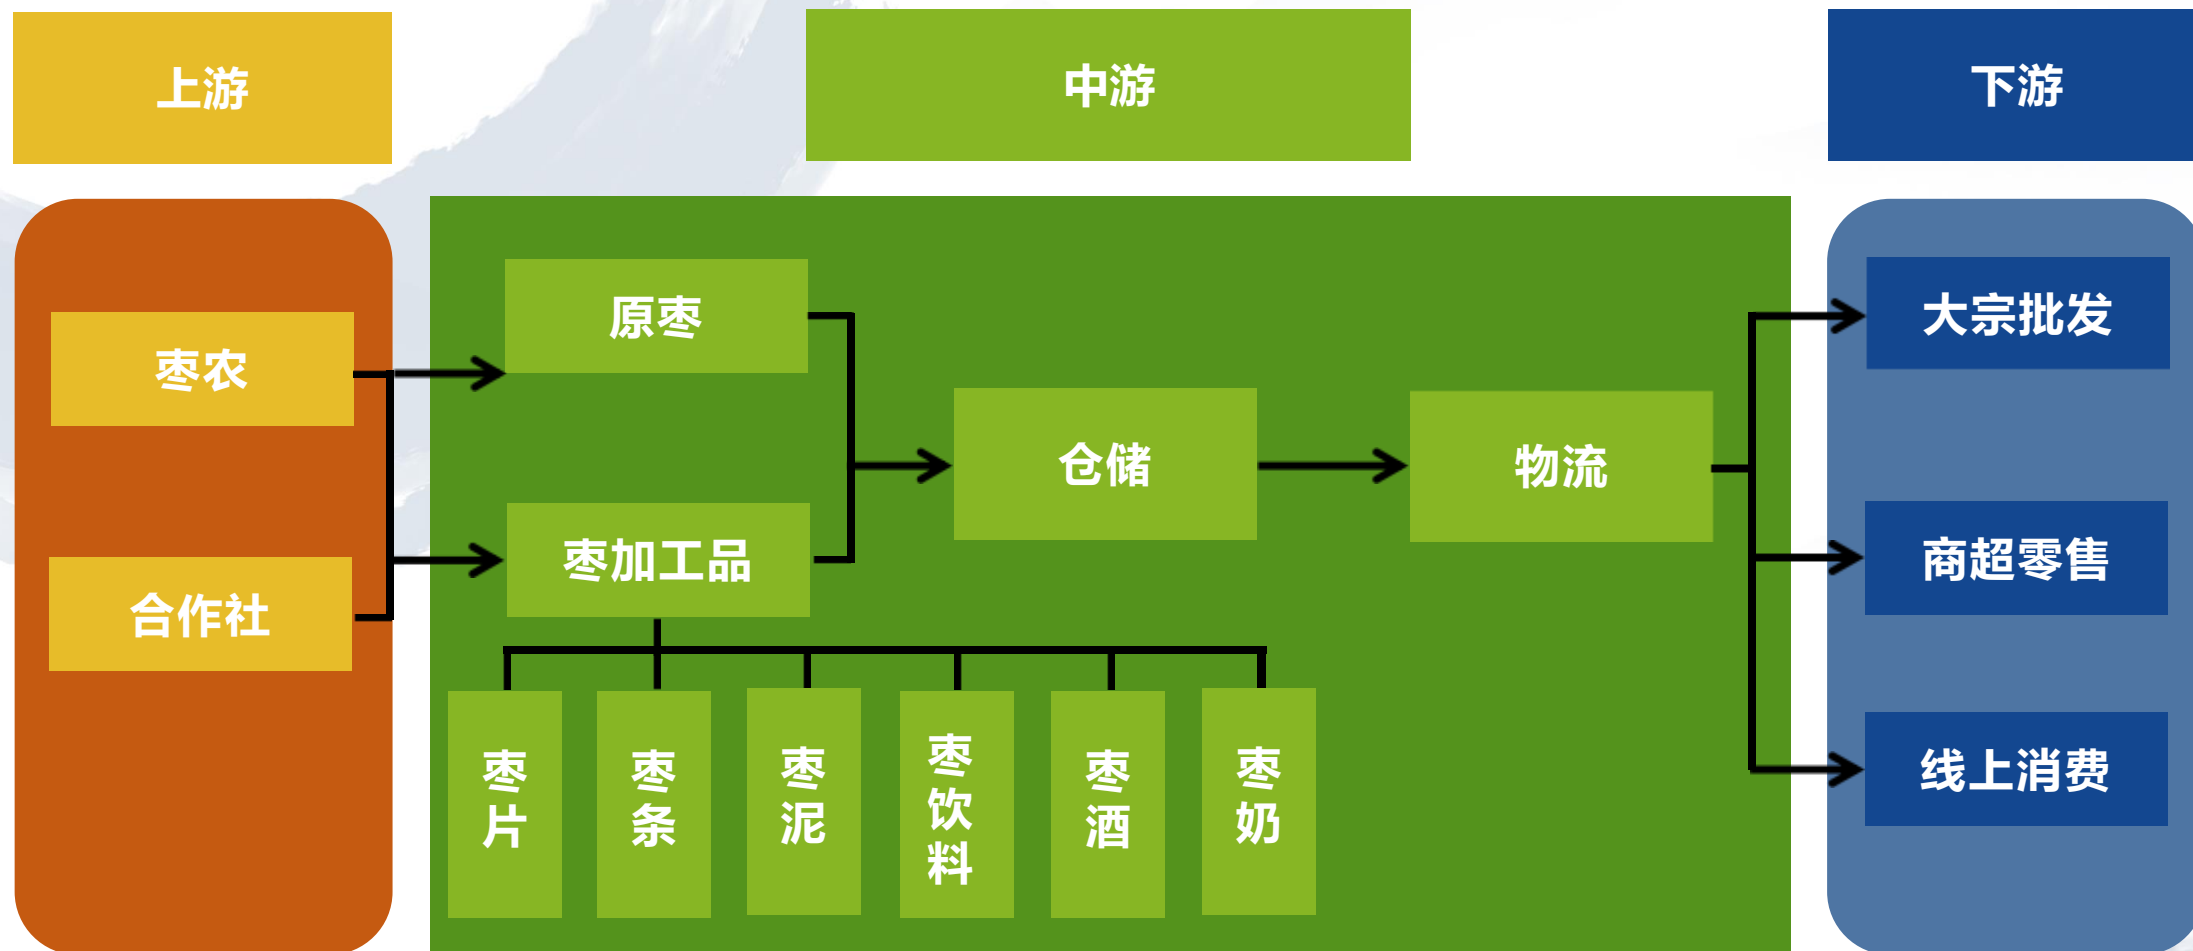 上游
中游
下游
枣农
合作社
原枣
枣加工品
仓储
物流
枣片
枣条
枣泥
枣饮料
枣酒
枣奶
大宗批发
商超零售
线上消费